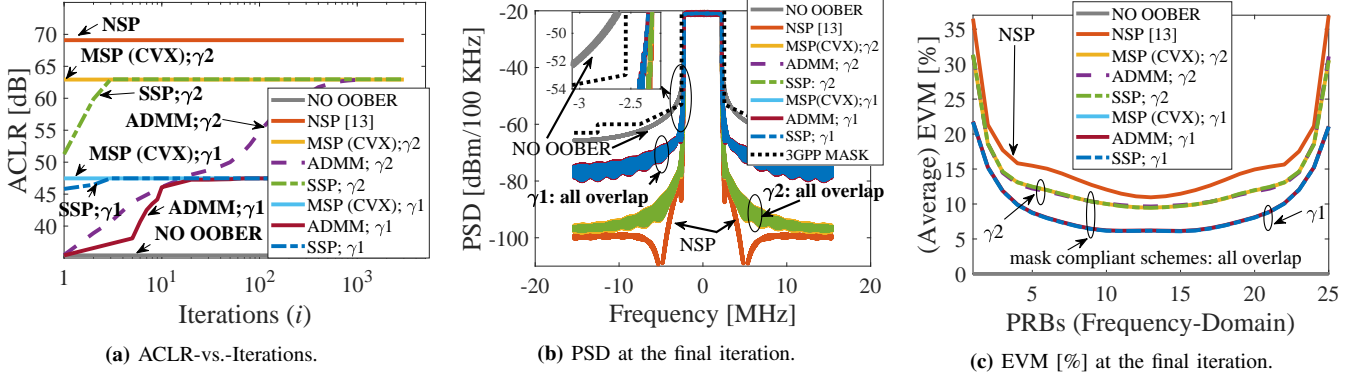 ACLR [dB]
70
60
50
40
1
10
10²
10³
Iterations (i)
NSP
MSP (CVX);γ2
SSP;γ2
ADMM;γ2
MSP (CVX);γ1
SSP;γ1
ADMM;γ1
NO OOBER
NO OOBER
NSP [13]
MSP(CVX);γ2
ADMM; γ2
SSP; γ2
MSP(CVX); γ1
ADMM; γ1
SSP; γ1
(a) ACLR-vs.-Iterations.
PSD [dBm/100 KHz]
-20
-40
-60
-80
-100
-20
-15
-10
-5
0
5
10
15
20
Frequency [MHz]
-50
-52
-54
-3
-2.5
NO OOBER
γ1: all overlap
γ2: all overlap
NSP
NO OOBER
NSP [13]
MSP(CVX);γ2
ADMM; γ2
SSP; γ2
MSP(CVX); γ1
ADMM; γ1
SSP; γ1
3GPP MASK
(b) PSD at the final iteration.
(Average) EVM [%]
35
30
25
20
15
10
5
0
5
10
15
20
25
PRBs (Frequency-Domain)
NSP
γ2
γ1
mask compliant schemes: all overlap
NO OOBER
NSP [13]
MSP(CVX); γ2
ADMM; γ2
SSP; γ2
MSP(CVX); γ1
ADMM; γ1
SSP; γ1
(c) EVM [%] at the final iteration.